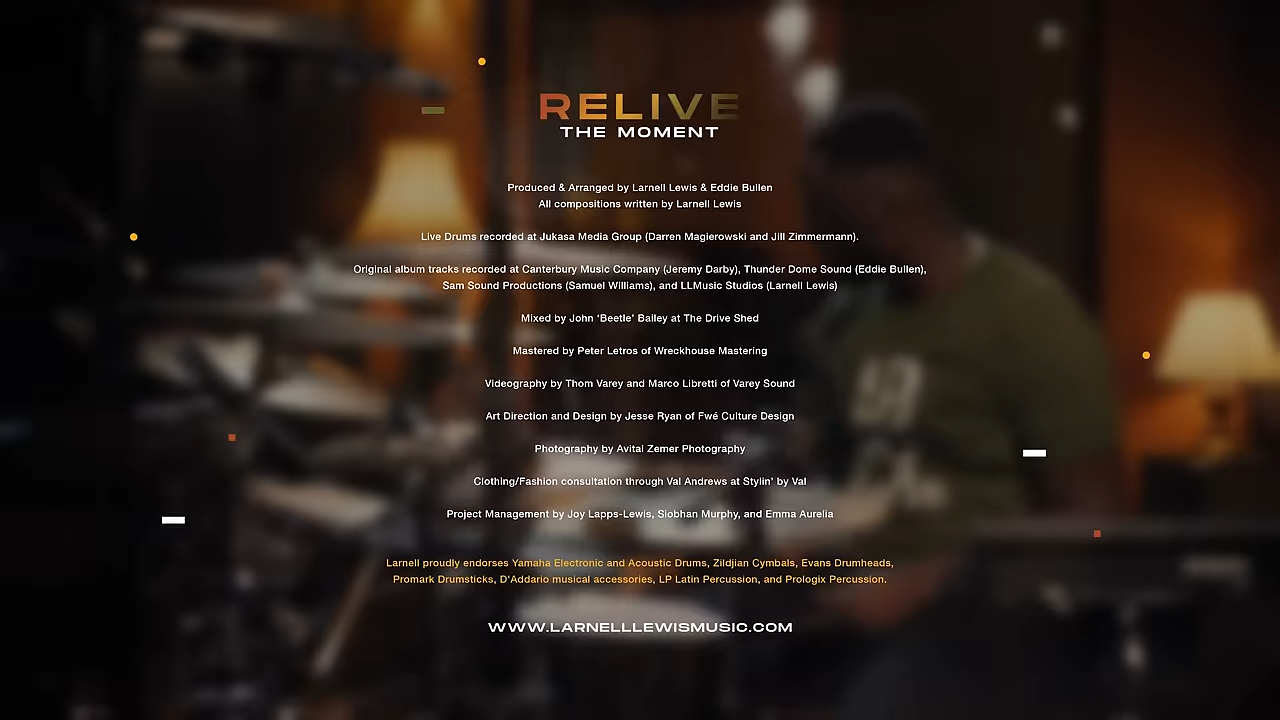 RELIVE
THE MOMENT
Produced & Arranged by Larnell Lewis & Eddie Bullen
All compositions written by Larnell Lewis
Live Drums recorded at Jukasa Media Group (Darren Magierowski and Jill Zimmermann).
Original album tracks recorded at Canterbury Music Company (Jeremy Darby), Thunder Dome Sound (Eddie Bullen),
Sam Sound Productions (Samuel Williams), and LLMusic Studios (Larnell Lewis)
Mixed by John ‘Beetle’ Bailey at The Drive Shed
Mastered by Peter Letros of Wreckhouse Mastering
Videography by Thom Varey and Marco Libretti of Varey Sound
Art Direction and Design by Jesse Ryan of Fwé Culture Design
Photography by Avital Zemer Photography
Clothing/Fashion consultation through Val Andrews at Stylin’ by Val
Project Management by Joy Lapps-Lewis, Siobhan Murphy, and Emma Aurelia
Larnell proudly endorses Yamaha Electronic and Acoustic Drums, Zildjian Cymbals, Evans Drumheads,
Promark Drumsticks, D’Addario musical accessories, LP Latin Percussion, and Prologix Percussion.
WWW.LARNELLLEWISMUSIC.COM